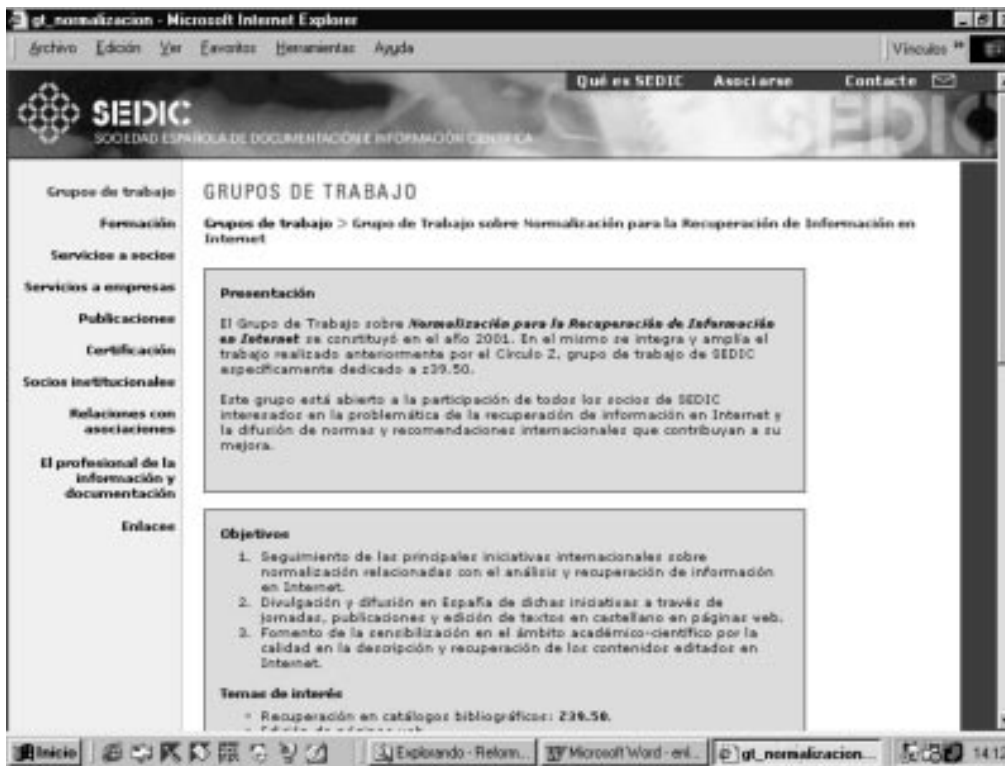 gt_normalizacion - Microsoft Internet Explorer
Archivo Edición Ver Favoritos Herramientas Ayuda
Vínculos »
Qué es SEDIC Asociarse Contacte
SEDIC
SOCIEDAD ESPAÑOLA DE DOCUMENTACIÓN E INFORMACIÓN CIENTÍFICA
SEDIC
Grupos de trabajo
Formación
Servicios a socios
Servicios a empresas
Publicaciones
Certificación
Socios institucionales
Relaciones con
asociaciones
El profesional de la
información y
documentación
Enlaces
GRUPOS DE TRABAJO
Grupos de trabajo > Grupo de Trabajo sobre Normalización para la Recuperación de Información en
Internet
Presentación
El Grupo de Trabajo sobre Normalización para la Recuperación de Información
en Internet se constituyó en el año 2001. En el mismo se integra y amplía el
trabajo realizado anteriormente por el Círculo Z, grupo de trabajo de SEDIC
específicamente dedicado a z39.50.
Este grupo está abierto a la participación de todos los socios de SEDIC
interesados en la problemática de la recuperación de información en Internet y
la difusión de normas y recomendaciones internacionales que contribuyan a su
mejora.
Objetivos
1. Seguimiento de las principales iniciativas internacionales sobre
normalización relacionadas con el análisis y recuperación de información
en Internet.
2. Divulgación y difusión en España de dichas iniciativas a través de
jornadas, publicaciones y edición de textos en castellano en páginas web.
3. Fomento de la sensibilización en el ámbito académico-científico por la
calidad en la descripción y recuperación de los contenidos editados en
Internet.
Temas de interés
Recuperación en catálogos bibliográficos: Z39.50.
Edición de páginas web
Inicio
Explorando - Reform...
Microsoft Word - enl...
gt_normalizacion...
14:12